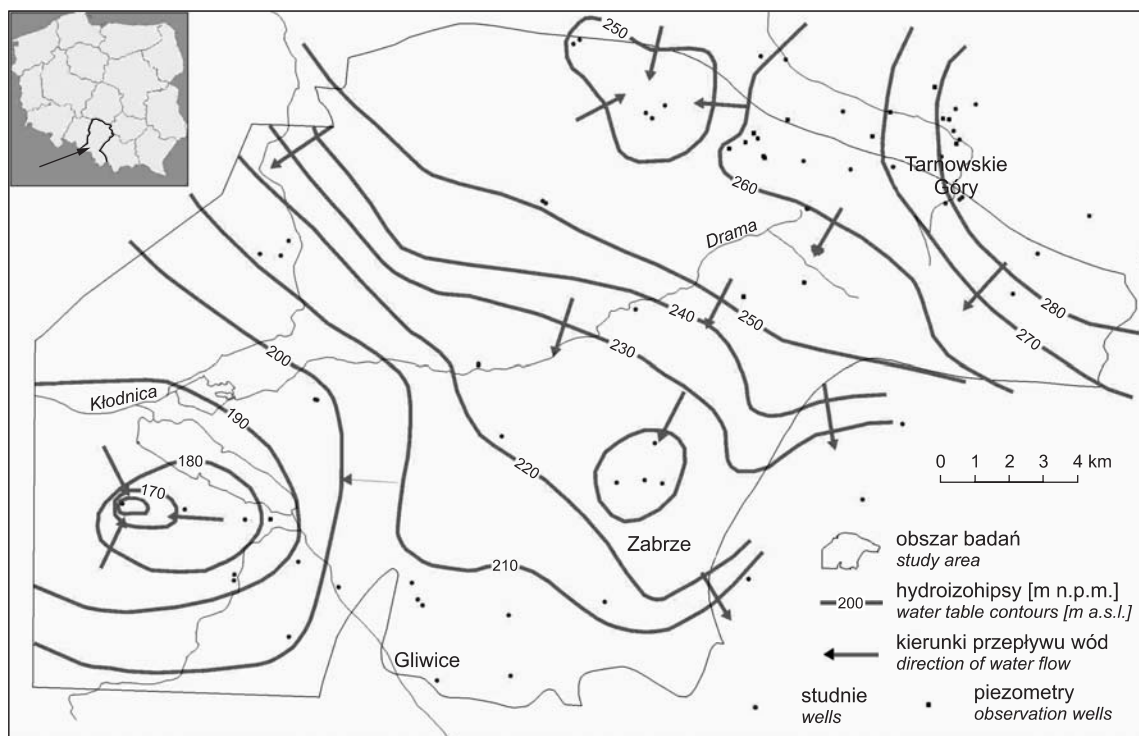 250
260
Tarnowskie
Góry
Drama
280
270
250
240
230
200
Kłodnica
190
180
170
220
210
Zabrze
Gliwice
0 1 2 3 4 km
obszar badań
study area
200
hydroizohipsy [m n.p.m.]
water table contours [m a.s.l.]
kierunki przepływu wód
direction of water flow
studnie
wells
piezometry
observation wells